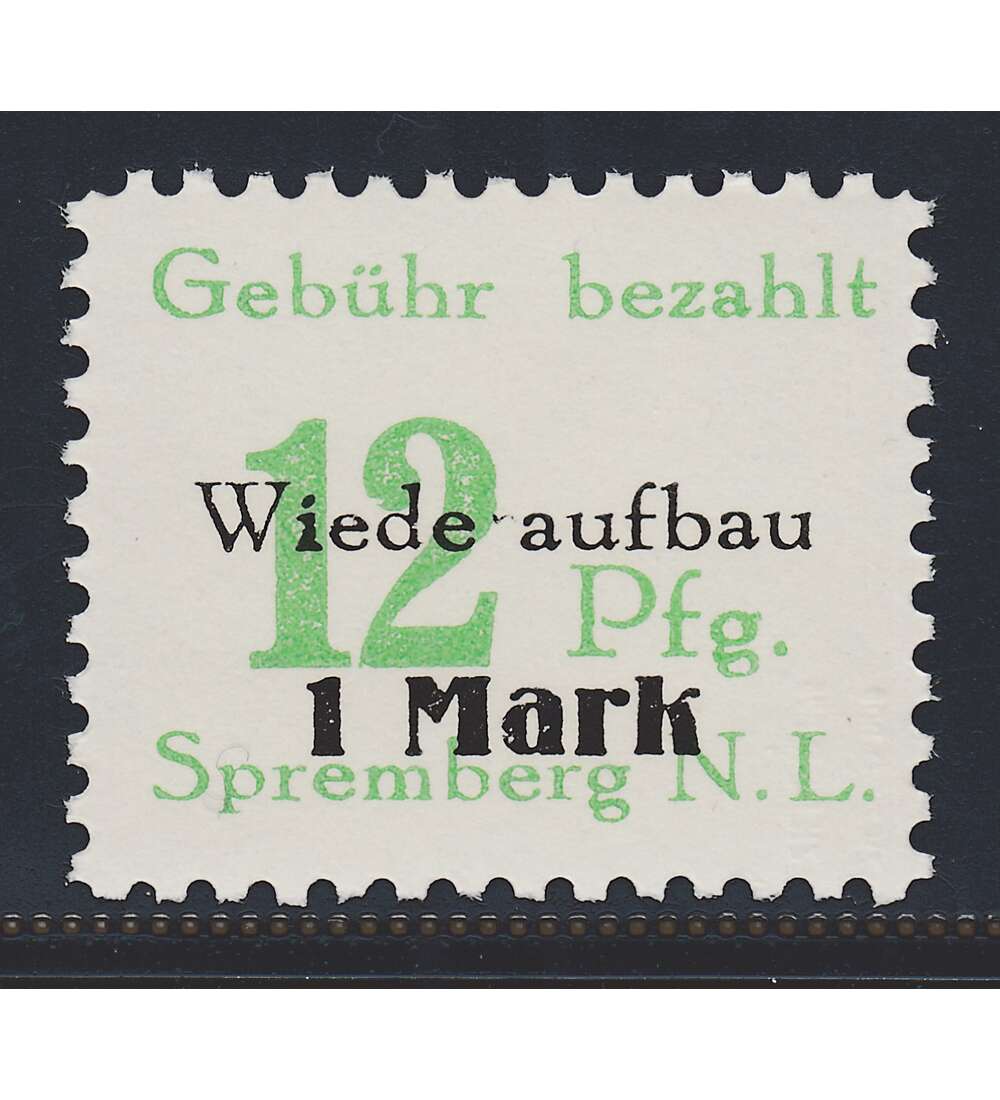 Gebühr bezahlt
12 Pfg.
Wiede aufbau
1 Mark
Spremberg N. L.